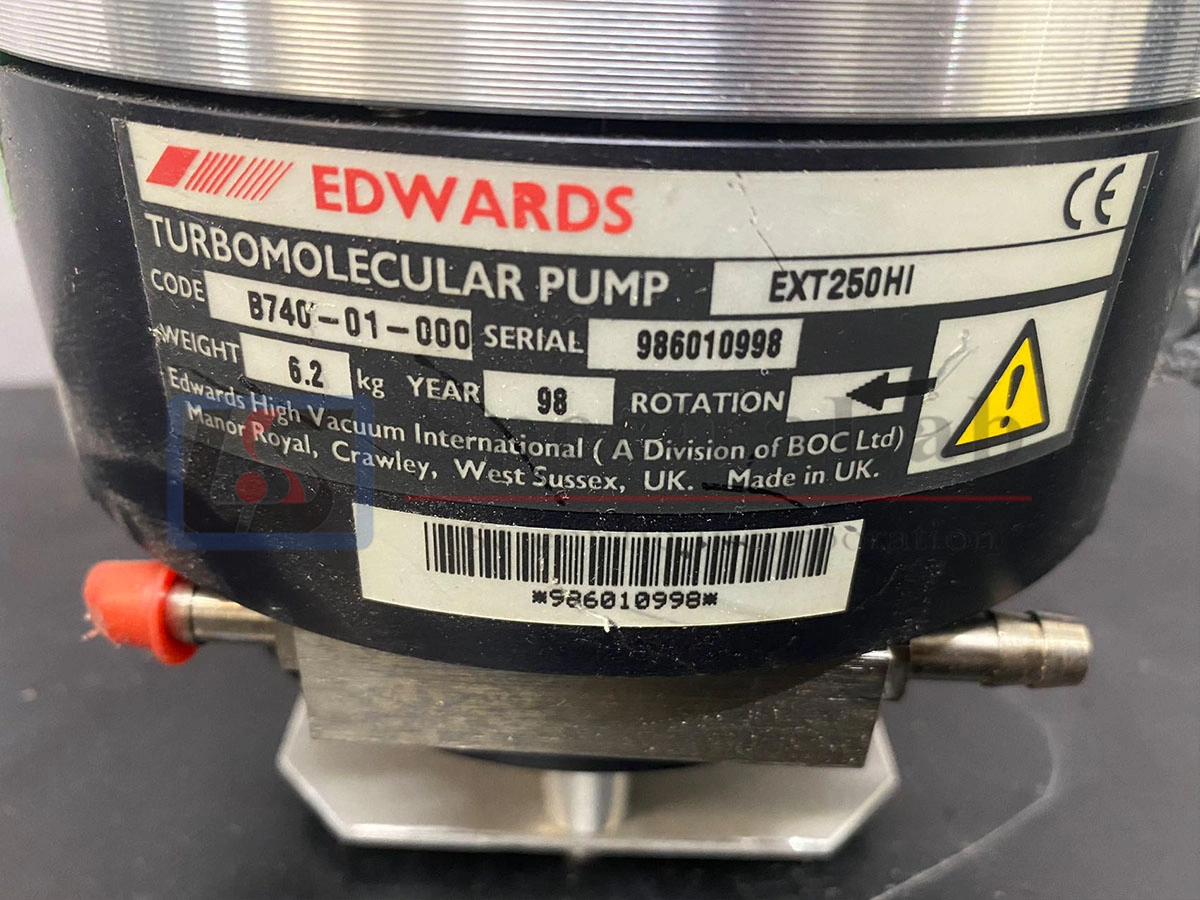 EDWARDS CE
TURBOMOLECULAR PUMP EXT250HI
CODE B740-01-000 SERIAL 986010998
WEIGHT 6.2 kg YEAR 98 ROTATION
Edwards High Vacuum International ( A Division of BOC Ltd)
Manor Royal, Crawley, West Sussex, UK. Made in UK.
*986010998*